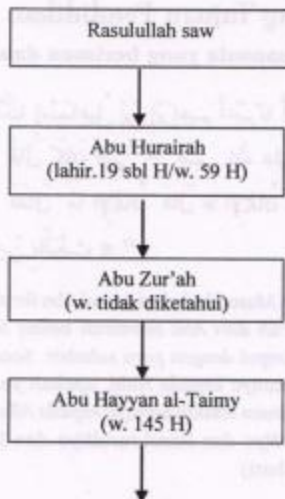 Rasulullah saw
Abu Hurairah
(lahir.19 sbl H/w. 59 H)
Abu Zur'ah
(w. tidak diketahui)
Abu Hayyan al-Taimy
(w. 145 H)